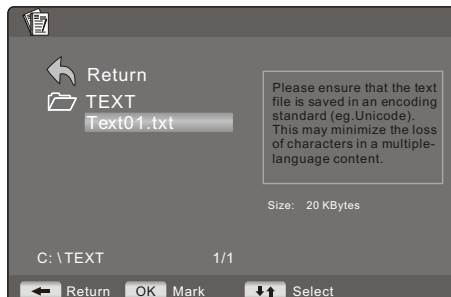 Return
TEXT
Text01.txt
Please ensure that the text
file is saved in an encoding
standard (eg.Unicode).
This may minimize the loss
of characters in a multiple-
language content.
Size: 20 KBytes
C: \TEXT 1/1
Return OK Mark Select